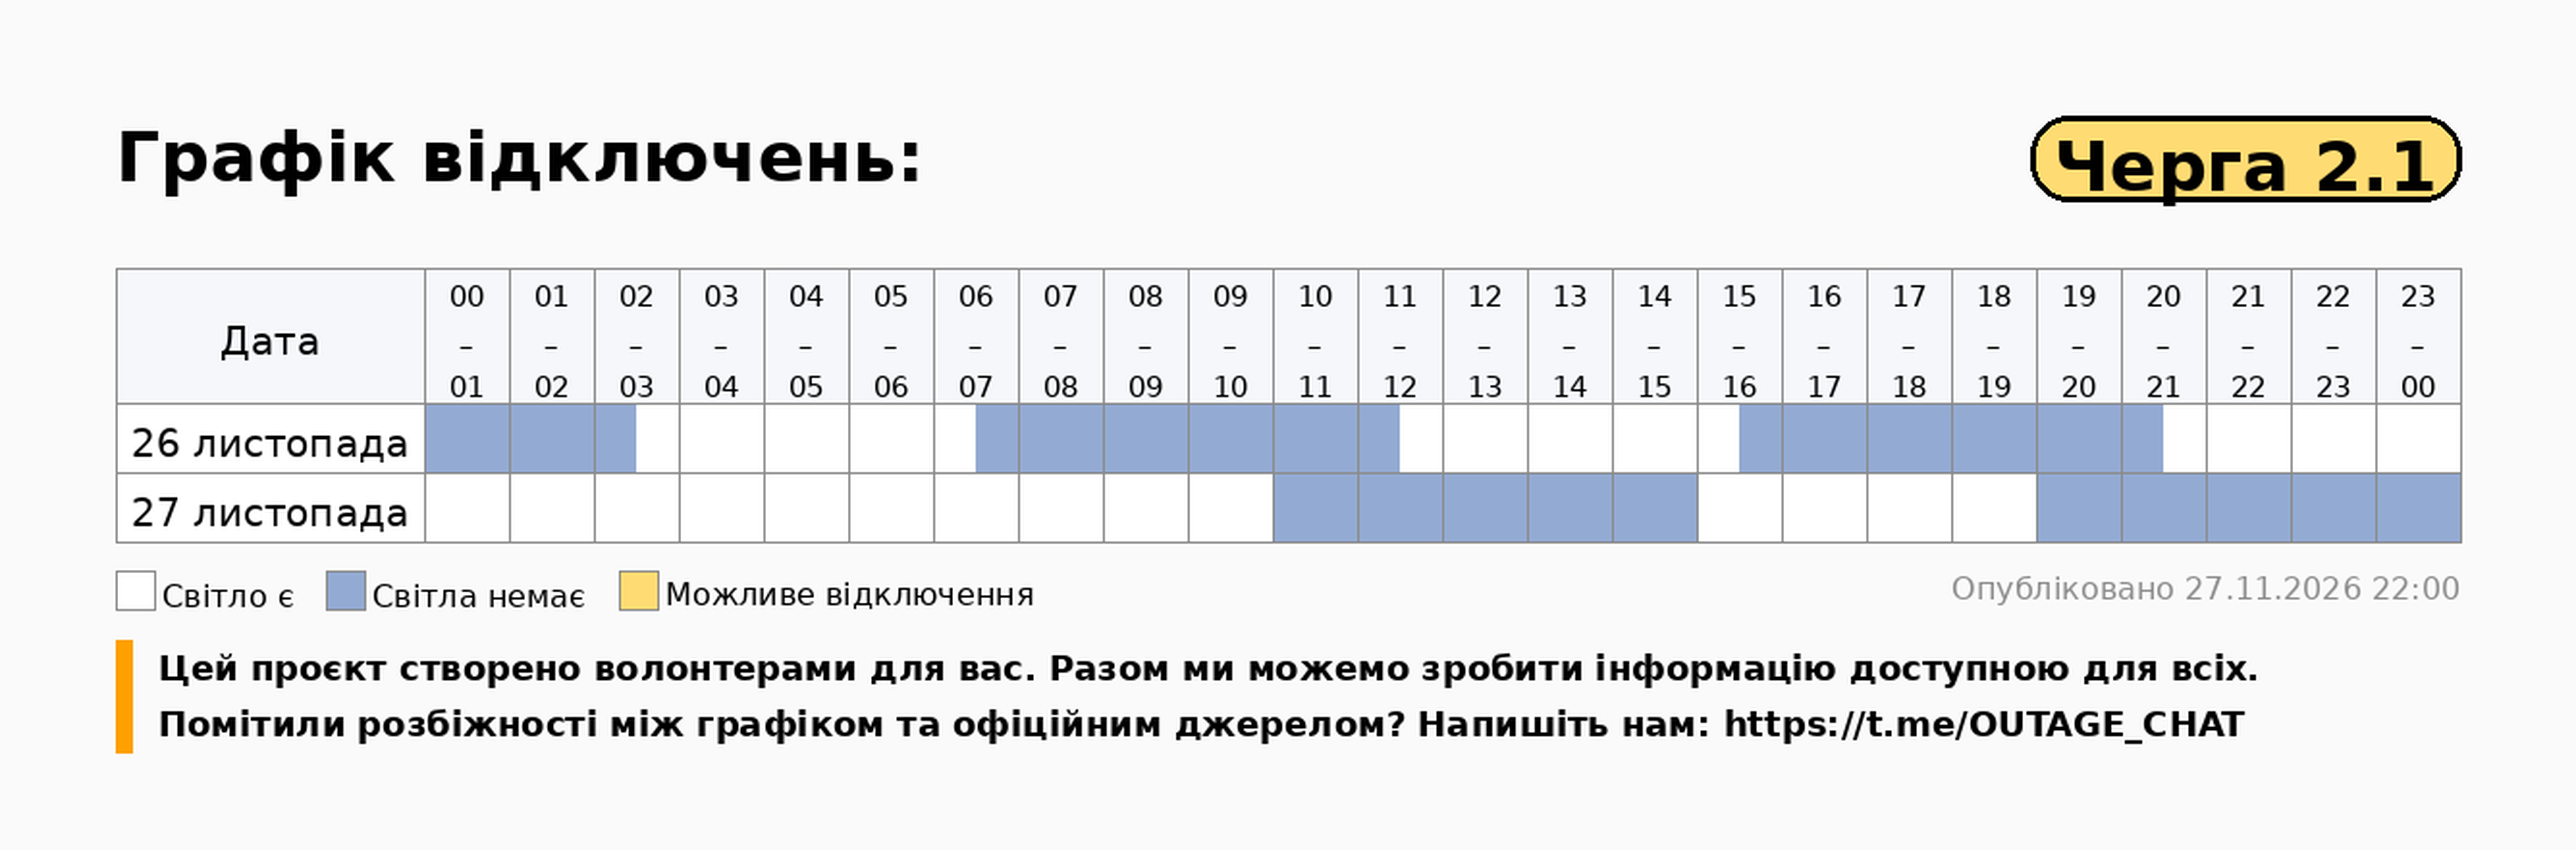 Графік відключень:
Черга 2.1
Дата
00 – 01
01 – 02
02 – 03
03 – 04
04 – 05
05 – 06
06 – 07
07 – 08
08 – 09
09 – 10
10 – 11
11 – 12
12 – 13
13 – 14
14 – 15
15 – 16
16 – 17
17 – 18
18 – 19
19 – 20
20 – 21
21 – 22
22 – 23
23 – 00
26 листопада
27 листопада
Світло є
Світла немає
Можливе відключення
Опубліковано 27.11.2026 22:00
Цей проєкт створено волонтерами для вас. Разом ми можемо зробити інформацію доступною для всіх.
Помітили розбіжності між графіком та офіційним джерелом? Напишіть нам: https://t.me/OUTAGE_CHAT